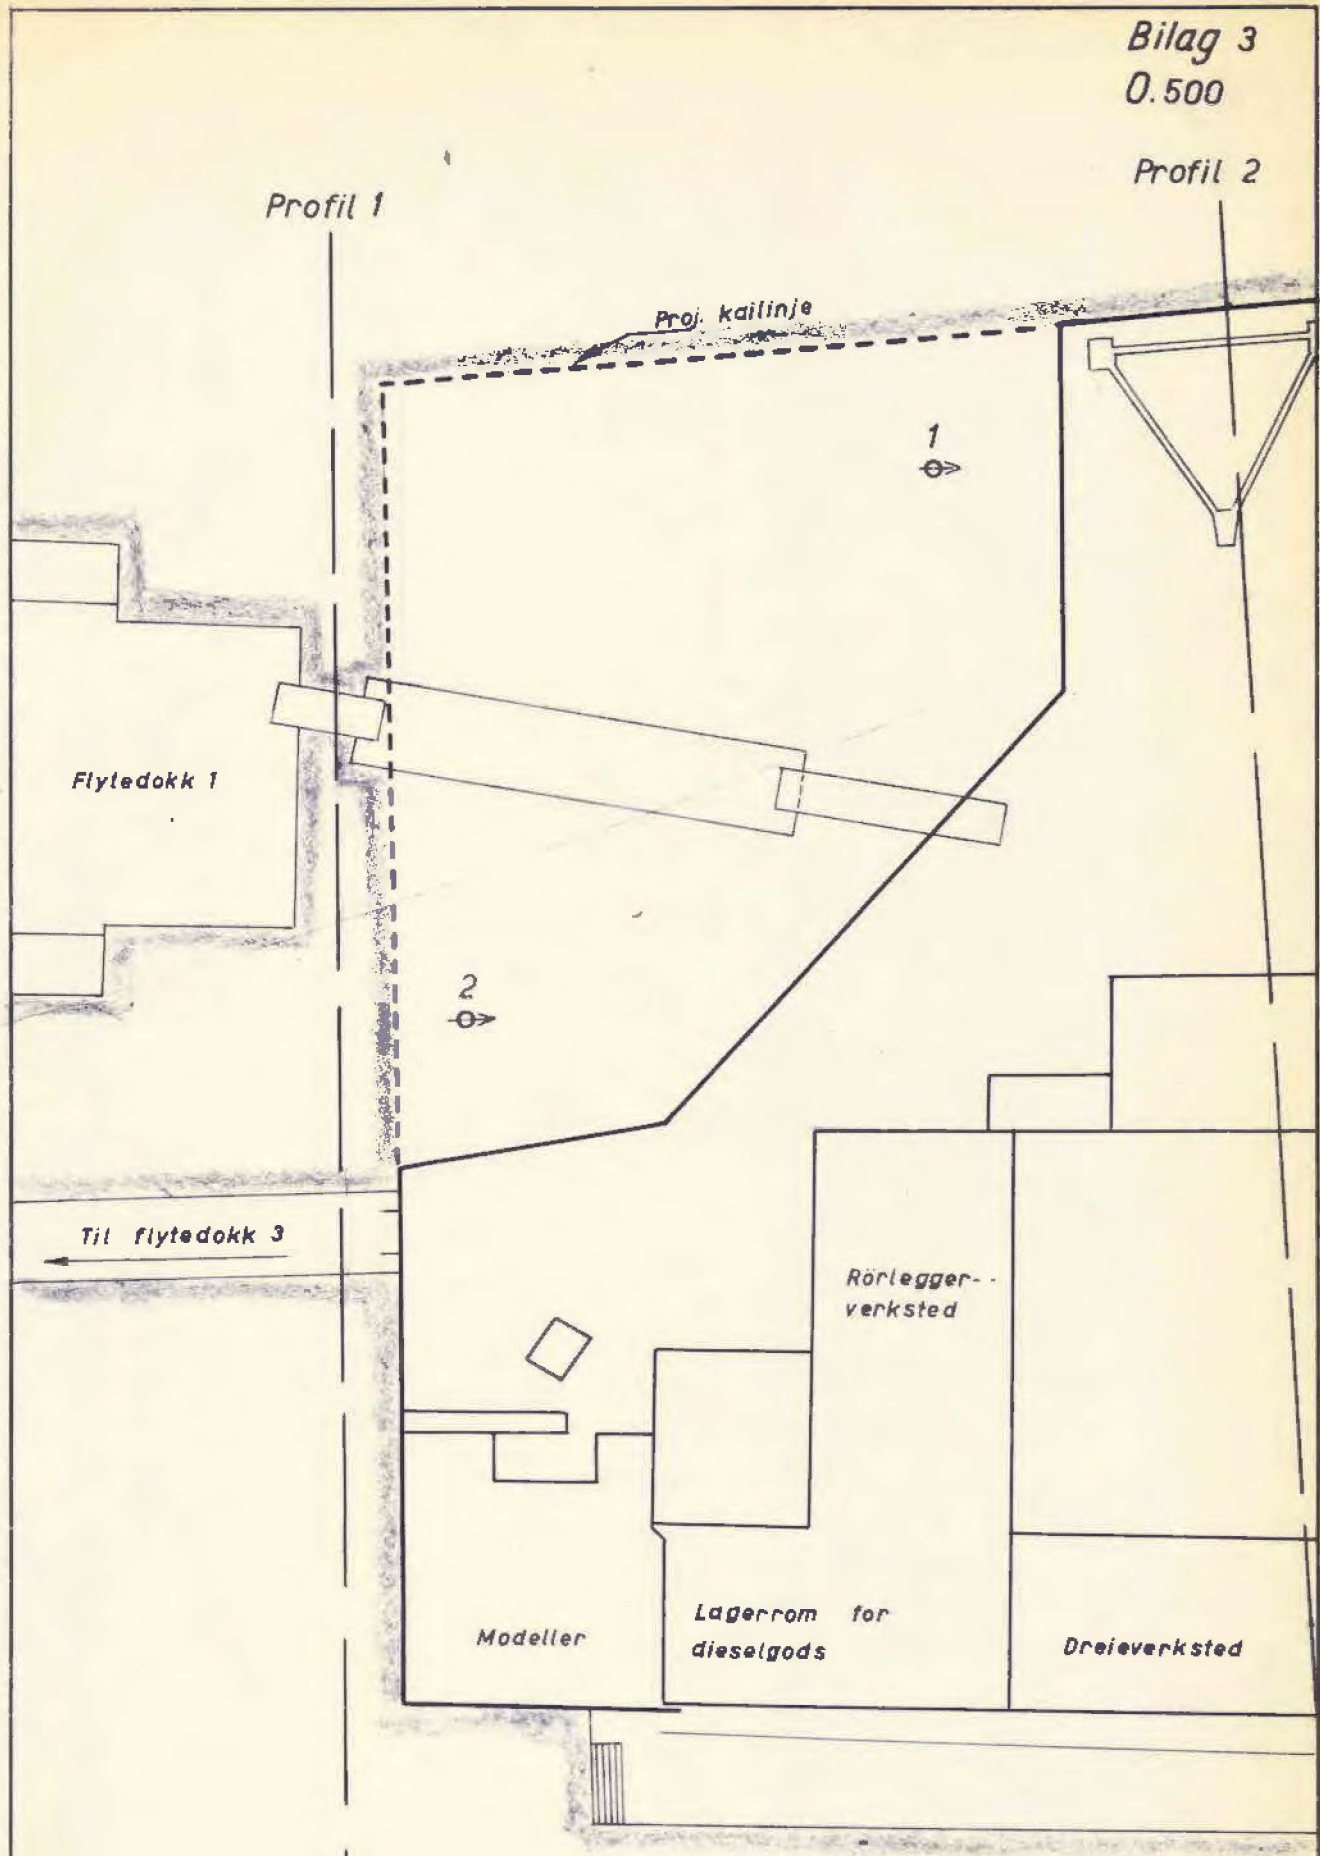 Bilag 3
O.500
Profil 2
Profil 1
Proj. kailinje
1
Flytedokk 1
2
Til flytedokk 3
Rörlegger-
verksted
Lagerrom for
dieselgods
Modeller
Dreieverksted